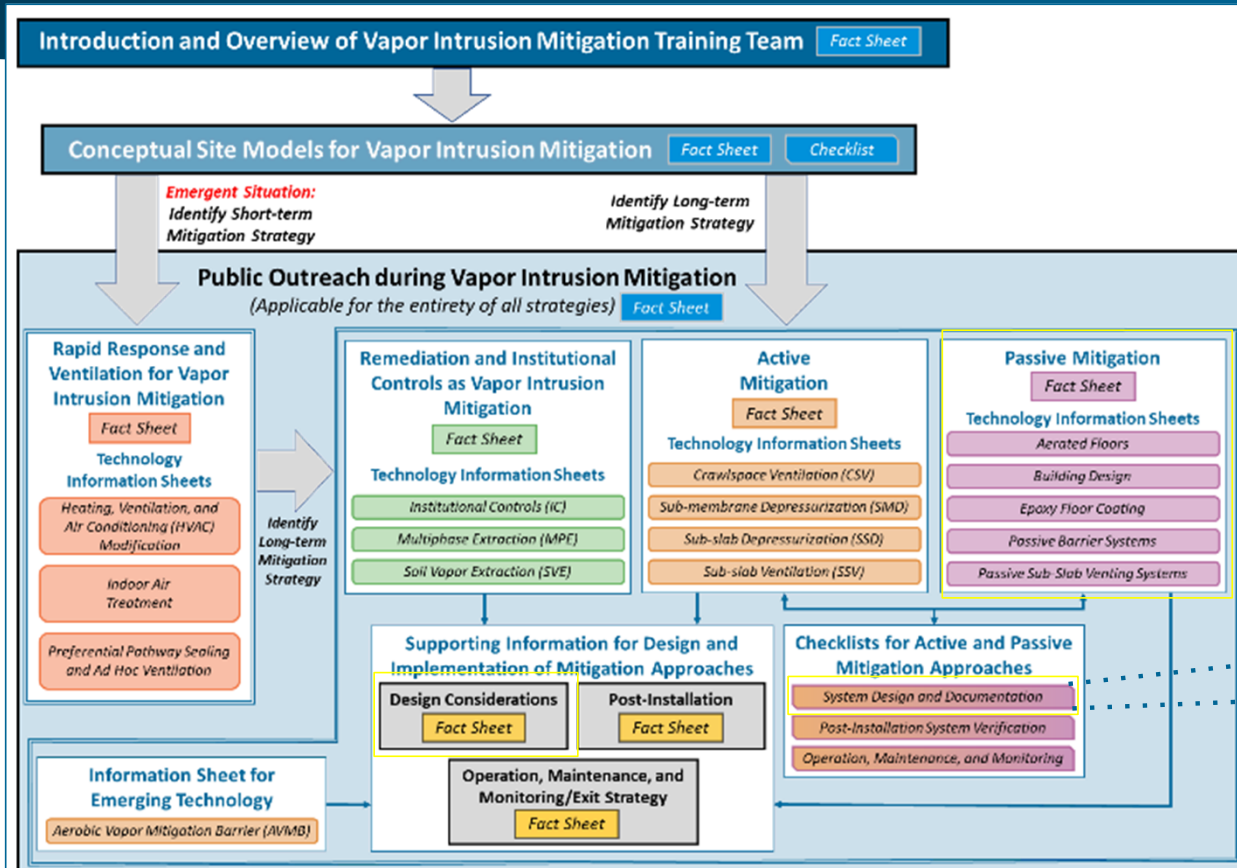 Introduction and Overview of Vapor Intrusion Mitigation Training Team
Fact Sheet
Conceptual Site Models for Vapor Intrusion Mitigation
Fact Sheet
Checklist
Emergent Situation:
Identify Short-term
Mitigation Strategy
Identify Long-term
Mitigation Strategy
Public Outreach during Vapor Intrusion Mitigation
(Applicable for the entirety of all strategies)
Fact Sheet
Rapid Response and
Ventilation for Vapor
Intrusion Mitigation
Fact Sheet
Technology
Information Sheets
Heating, Ventilation, and
Air Conditioning (HVAC)
Modification
Indoor Air
Treatment
Preferential Pathway Sealing
and Ad Hoc Ventilation
Identify
Long-term
Mitigation
Strategy
Remediation and Institutional
Controls as Vapor Intrusion
Mitigation
Fact Sheet
Technology Information Sheets
Institutional Controls (IC)
Multiphase Extraction (MPE)
Soil Vapor Extraction (SVE)
Active
Mitigation
Fact Sheet
Technology Information Sheets
Crawlspace Ventilation (CSV)
Sub-membrane Depressurization (SMD)
Sub-slab Depressurization (SSD)
Sub-slab Ventilation (SSV)
Passive Mitigation
Fact Sheet
Technology Information Sheets
Aerated Floors
Building Design
Epoxy Floor Coating
Passive Barrier Systems
Passive Sub-Slab Venting Systems
Supporting Information for Design and
Implementation of Mitigation Approaches
Design Considerations
Fact Sheet
Post-Installation
Fact Sheet
Operation, Maintenance, and
Monitoring/Exit Strategy
Fact Sheet
Checklists for Active and Passive
Mitigation Approaches
System Design and Documentation
Post-Installation System Verification
Operation, Maintenance, and Monitoring
Information Sheet for
Emerging Technology
Aerobic Vapor Mitigation Barrier (AVMB)